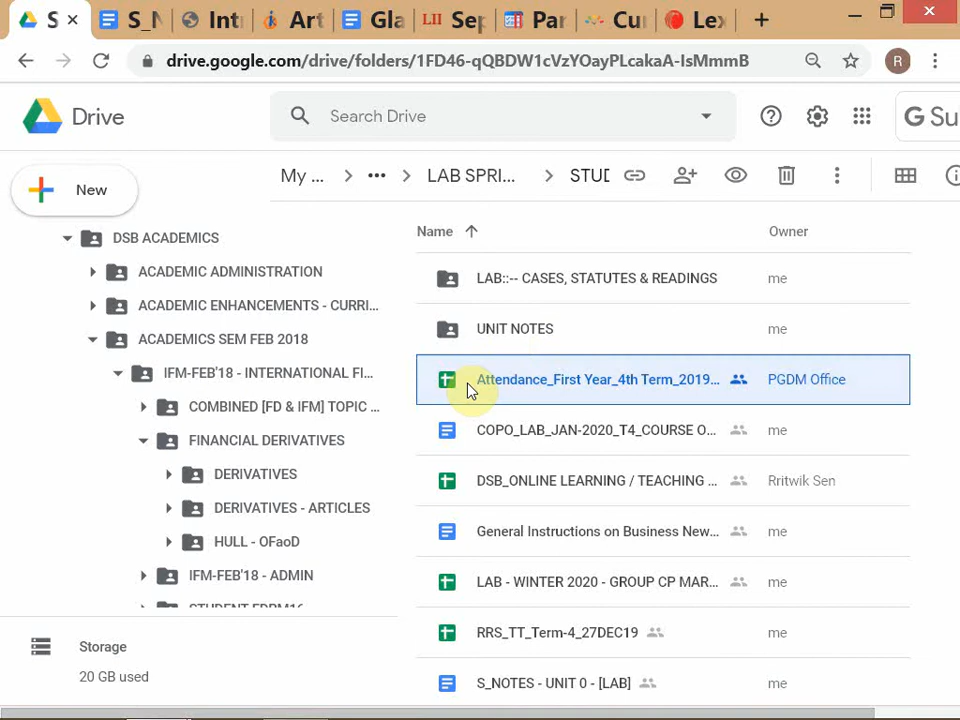 S S_N Int Art Gla LII Sep Par Cur Lex
drive.google.com/drive/folders/1FD46-qQBDW1cVzYOayPLcakaA-IsMmmB R
Drive Search Drive G Su
New My ... LAB SPRI... STUD
Name Owner
DSB ACADEMICS
ACADEMIC ADMINISTRATION
ACADEMIC ENHANCEMENTS - CURRI...
ACADEMICS SEM FEB 2018
IFM-FEB'18 - INTERNATIONAL FI...
COMBINED [FD & IFM] TOPIC ...
FINANCIAL DERIVATIVES
DERIVATIVES
DERIVATIVES - ARTICLES
HULL - OFaoD
IFM-FEB'18 - ADMIN
STUDENT EDBM16
Storage
20 GB used
LAB::-- CASES, STATUTES & READINGS me
UNIT NOTES me
Attendance_First Year_4th Term_2019... PGDM Office
COPO_LAB_JAN-2020_T4_COURSE O... me
DSB_ONLINE LEARNING / TEACHING ... Rritwik Sen
General Instructions on Business New... me
LAB - WINTER 2020 - GROUP CP MAR... me
RRS_TT_Term-4_27DEC19 me
S_NOTES - UNIT 0 - [LAB] me